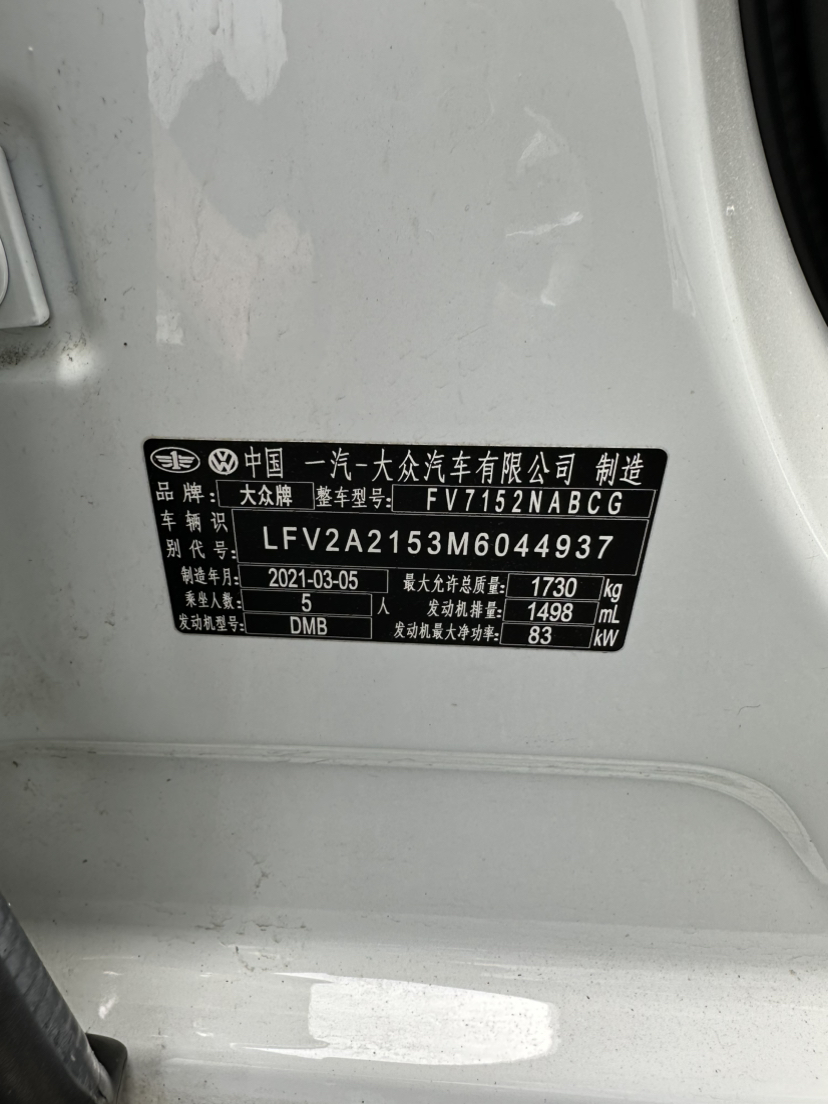 中国 一汽-大众汽车有限公司 制造
品牌: 大众牌 整车型号: FV7152NABCG
车辆识别代号: LFV2A2153M6044937
制造年月: 2021-03-05 最大允许总质量: 1730 kg
乘坐人数: 5 人 发动机排量: 1498 mL
发动机型号: DMB 发动机最大净功率: 83 kW